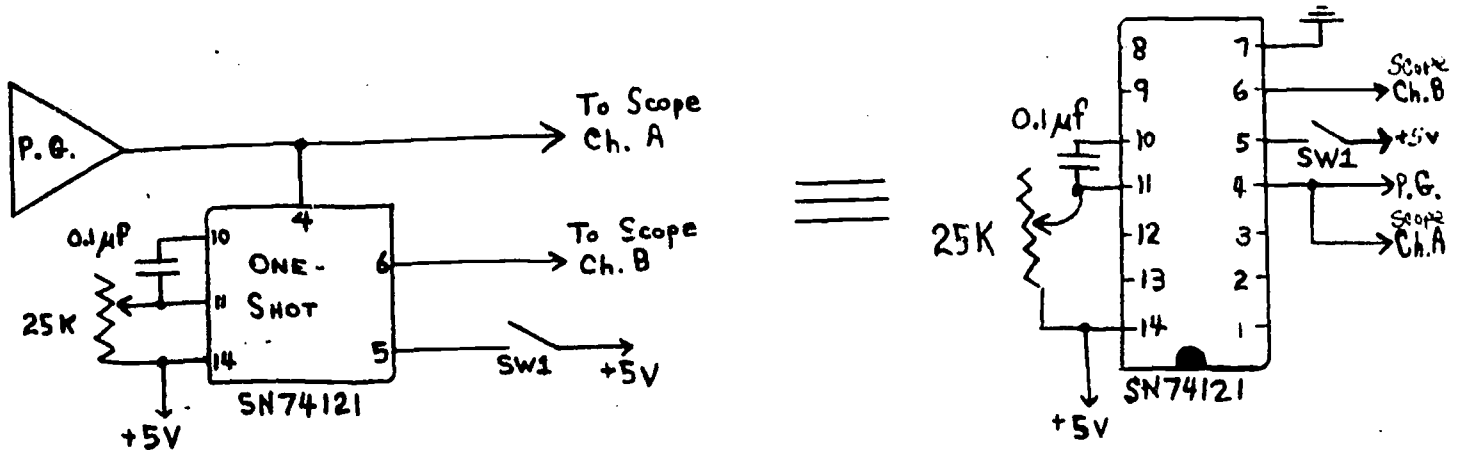 P.G.
To Scope
Ch. A
4
0.1μf
10
ONE-
SHOT
6
To Scope
Ch. B
11
25K
14
5
SW1
+5V
SN74121
+5V
8
7
Scope
Ch.B
9
6
0.1μf
10
5
SW1
+5v
11
4
P.G.
25K
12
3
Scope
Ch.A
13
2
14
1
SN74121
+5V